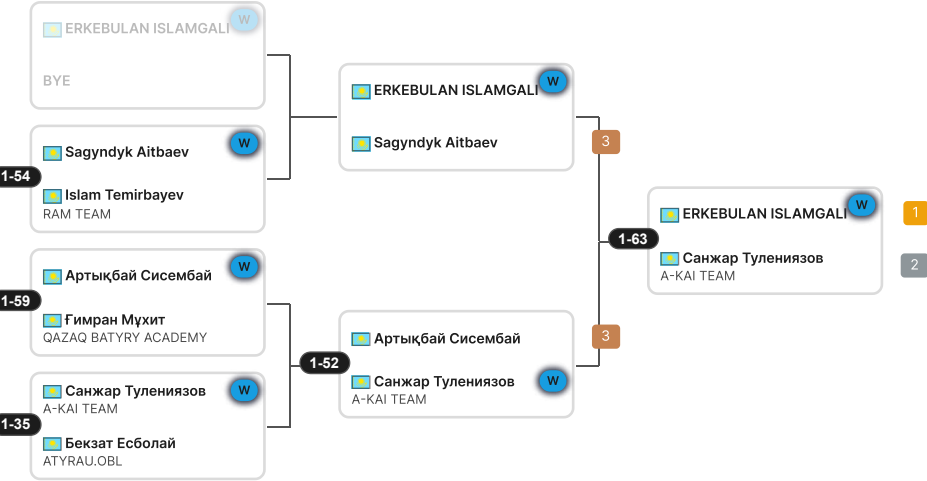 ERKEBULAN ISLAMGALI W
BYE
1-54
Sagyndyk Aitbaev W
Islam Temirbayev
RAM TEAM
1-59
Артықбай Сисембай W
Ғимран Мұхит
QAZAQ BATYRY ACADEMY
1-35
Санжар Тулениязов W
A-KAI TEAM
Бекзат Есболай
ATYRAU.OBL
ERKEBULAN ISLAMGALI W
Sagyndyk Aitbaev
3
1-52
Артықбай Сисембай
Санжар Тулениязов W
A-KAI TEAM
3
1-63
ERKEBULAN ISLAMGALI W
Санжар Тулениязов
A-KAI TEAM
1
2